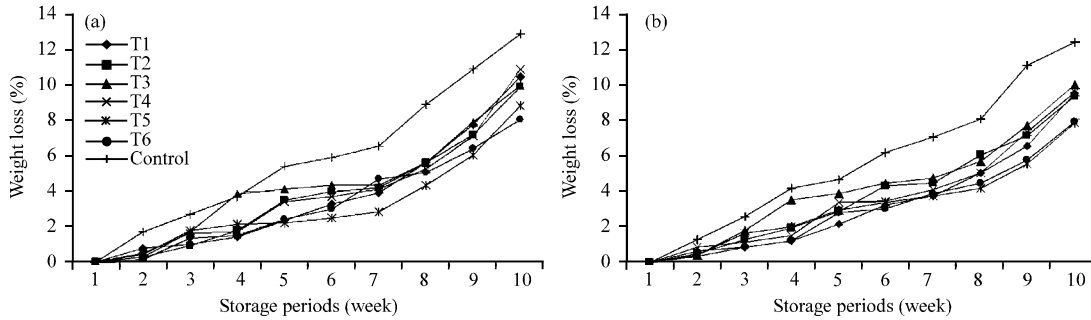 (a)
Weight loss (%)
14
12
10
8
6
4
2
0
T1
T2
T3
T4
T5
T6
Control
1 2 3 4 5 6 7 8 9 10
Storage periods (week)
(b)
Weight loss (%)
14
12
10
8
6
4
2
0
1 2 3 4 5 6 7 8 9 10
Storage periods (week)